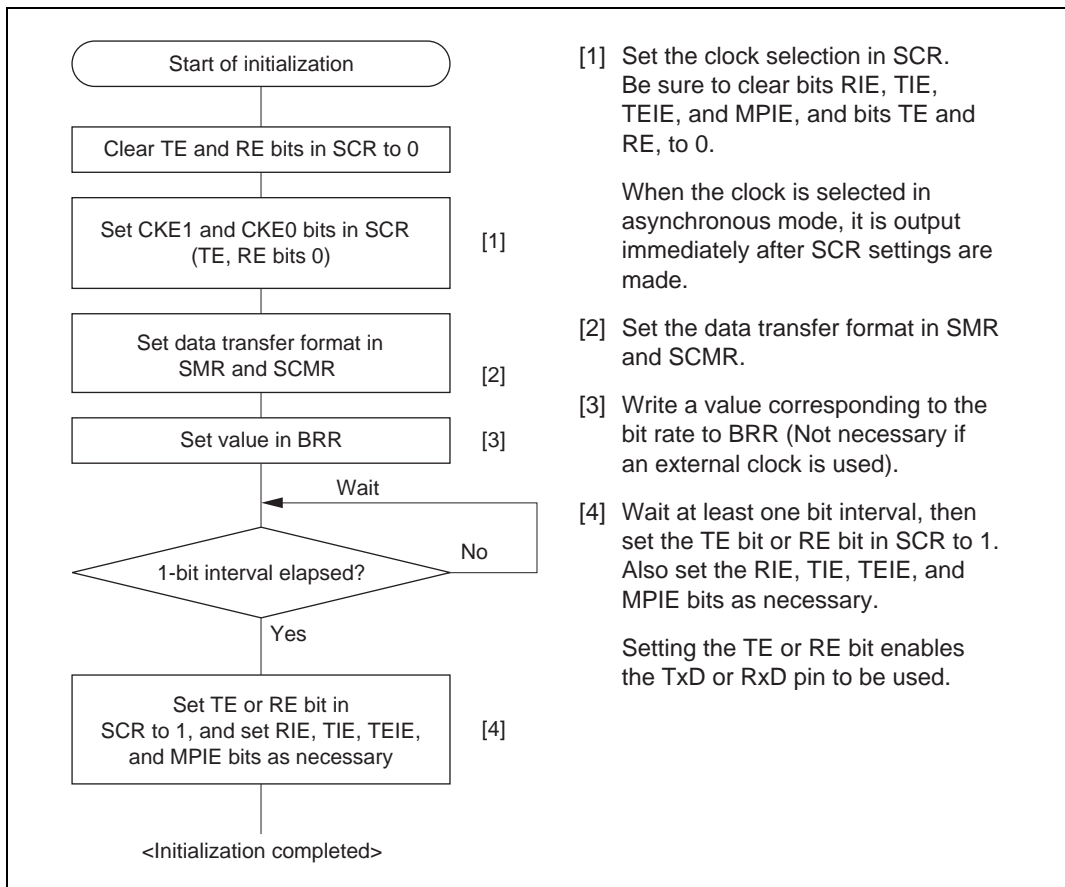 Start of initialization
Clear TE and RE bits in SCR to 0
Set CKE1 and CKE0 bits in SCR
(TE, RE bits 0)
[1]
Set data transfer format in
SMR and SCMR
[2]
Set value in BRR
[3]
Wait
No
1-bit interval elapsed?
Yes
Set TE or RE bit in
SCR to 1, and set RIE, TIE, TEIE,
and MPIE bits as necessary
[4]
<Initialization completed>
[1] Set the clock selection in SCR.
Be sure to clear bits RIE, TIE,
TEIE, and MPIE, and bits TE and
RE, to 0.
When the clock is selected in
asynchronous mode, it is output
immediately after SCR settings are
made.
[2] Set the data transfer format in SMR
and SCMR.
[3] Write a value corresponding to the
bit rate to BRR (Not necessary if
an external clock is used).
[4] Wait at least one bit interval, then
set the TE bit or RE bit in SCR to 1.
Also set the RIE, TIE, TEIE, and
MPIE bits as necessary.
Setting the TE or RE bit enables
the TxD or RxD pin to be used.